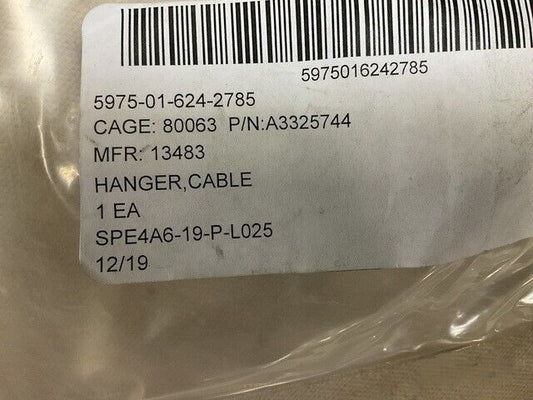 5975016242785
5975-01-624-2785
CAGE: 80063 P/N:A3325744
MFR: 13483
HANGER,CABLE
1 EA
SPE4A6-19-P-L025
12/19